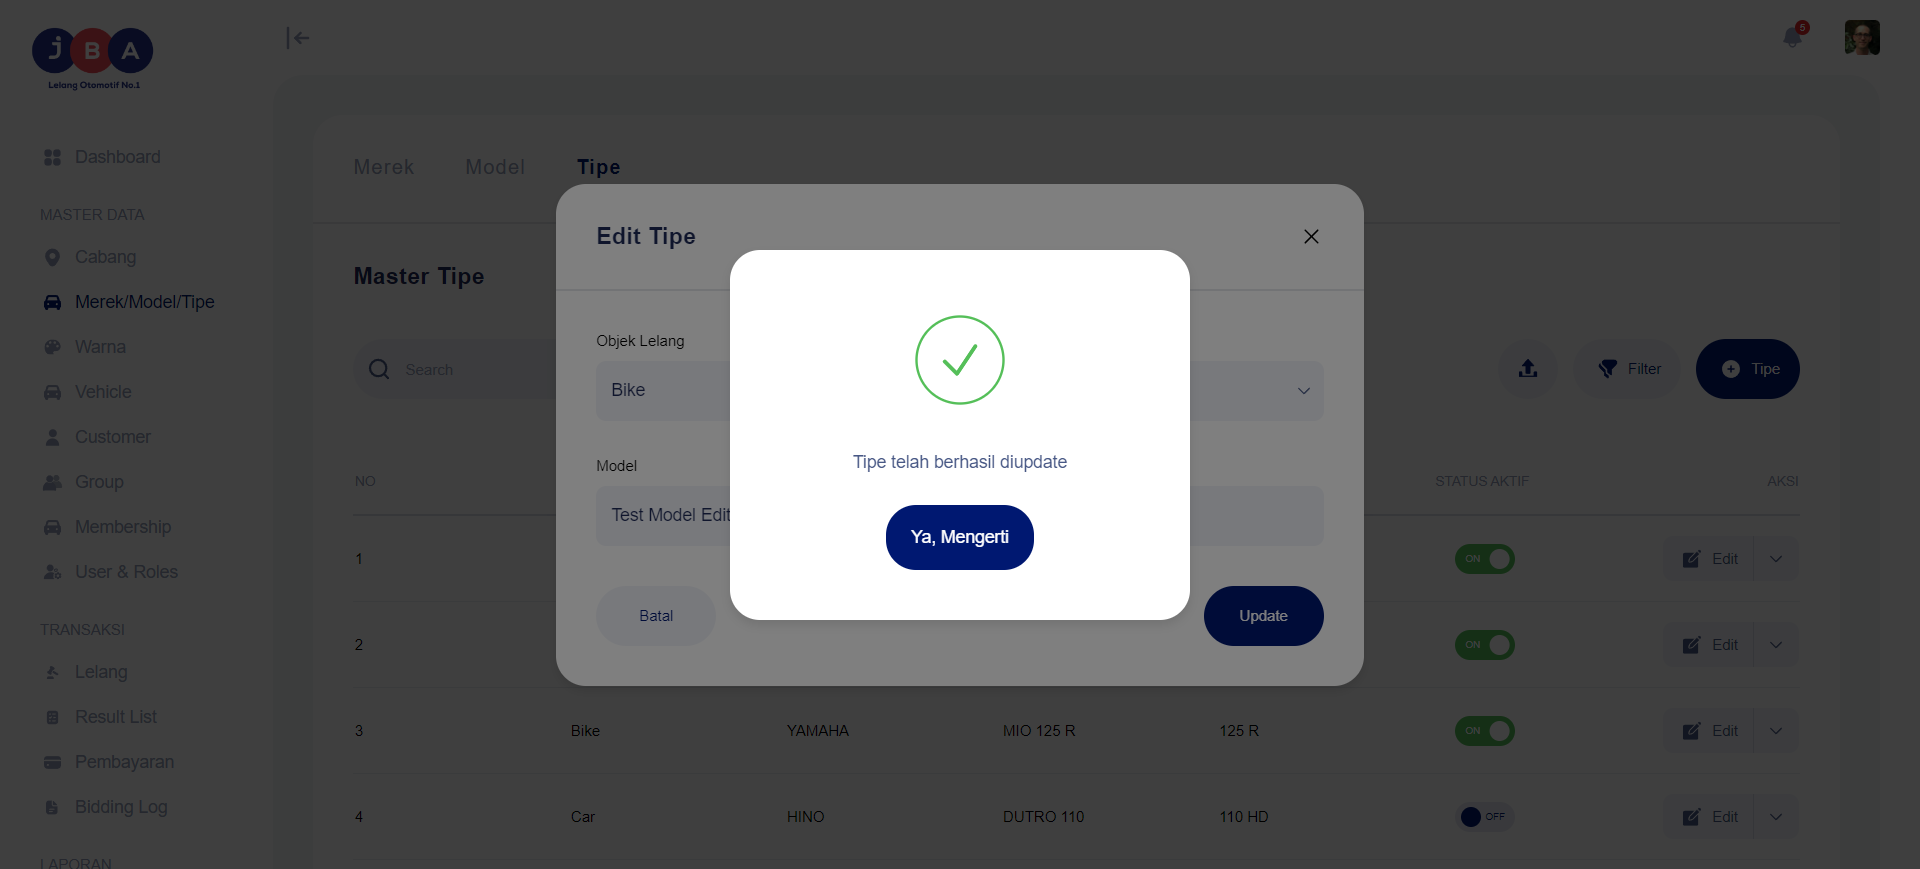 JBA
Lelang Otomotif No.1
5
Dashboard
MASTER DATA
Cabang
Merek/Model/Tipe
Warna
Vehicle
Customer
Group
Membership
User & Roles
TRANSAKSI
Lelang
Result List
Pembayaran
Bidding Log
LAPORAN
Merek Model Tipe
Master Tipe
Search
Filter
Tipe
Edit Tipe
Objek Lelang
Bike
Model
Test Model Edit
Batal
Update
Tipe telah berhasil diupdate
Ya, Mengerti
NO STATUS AKTIF AKSI
1 ON Edit
2 ON Edit
3 Bike YAMAHA MIO 125 R 125 R ON Edit
4 Car HINO DUTRO 110 110 HD OFF Edit